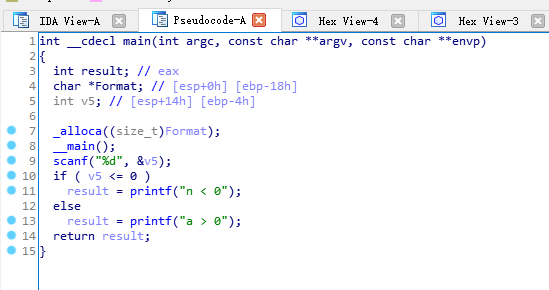 IDA View-A Pseudocode-A Hex View-4 Hex View-3
1 int __cdecl main(int argc, const char **argv, const char **envp)
2 {
3   int result; // eax
4   char *Format; // [esp+0h] [ebp-18h]
5   int v5; // [esp+14h] [ebp-4h]
6
7   _alloca((size_t)Format);
8   __main();
9   scanf("%d", &v5);
10   if ( v5 <= 0 )
11     result = printf("n < 0");
12   else
13     result = printf("a > 0");
14   return result;
15 }